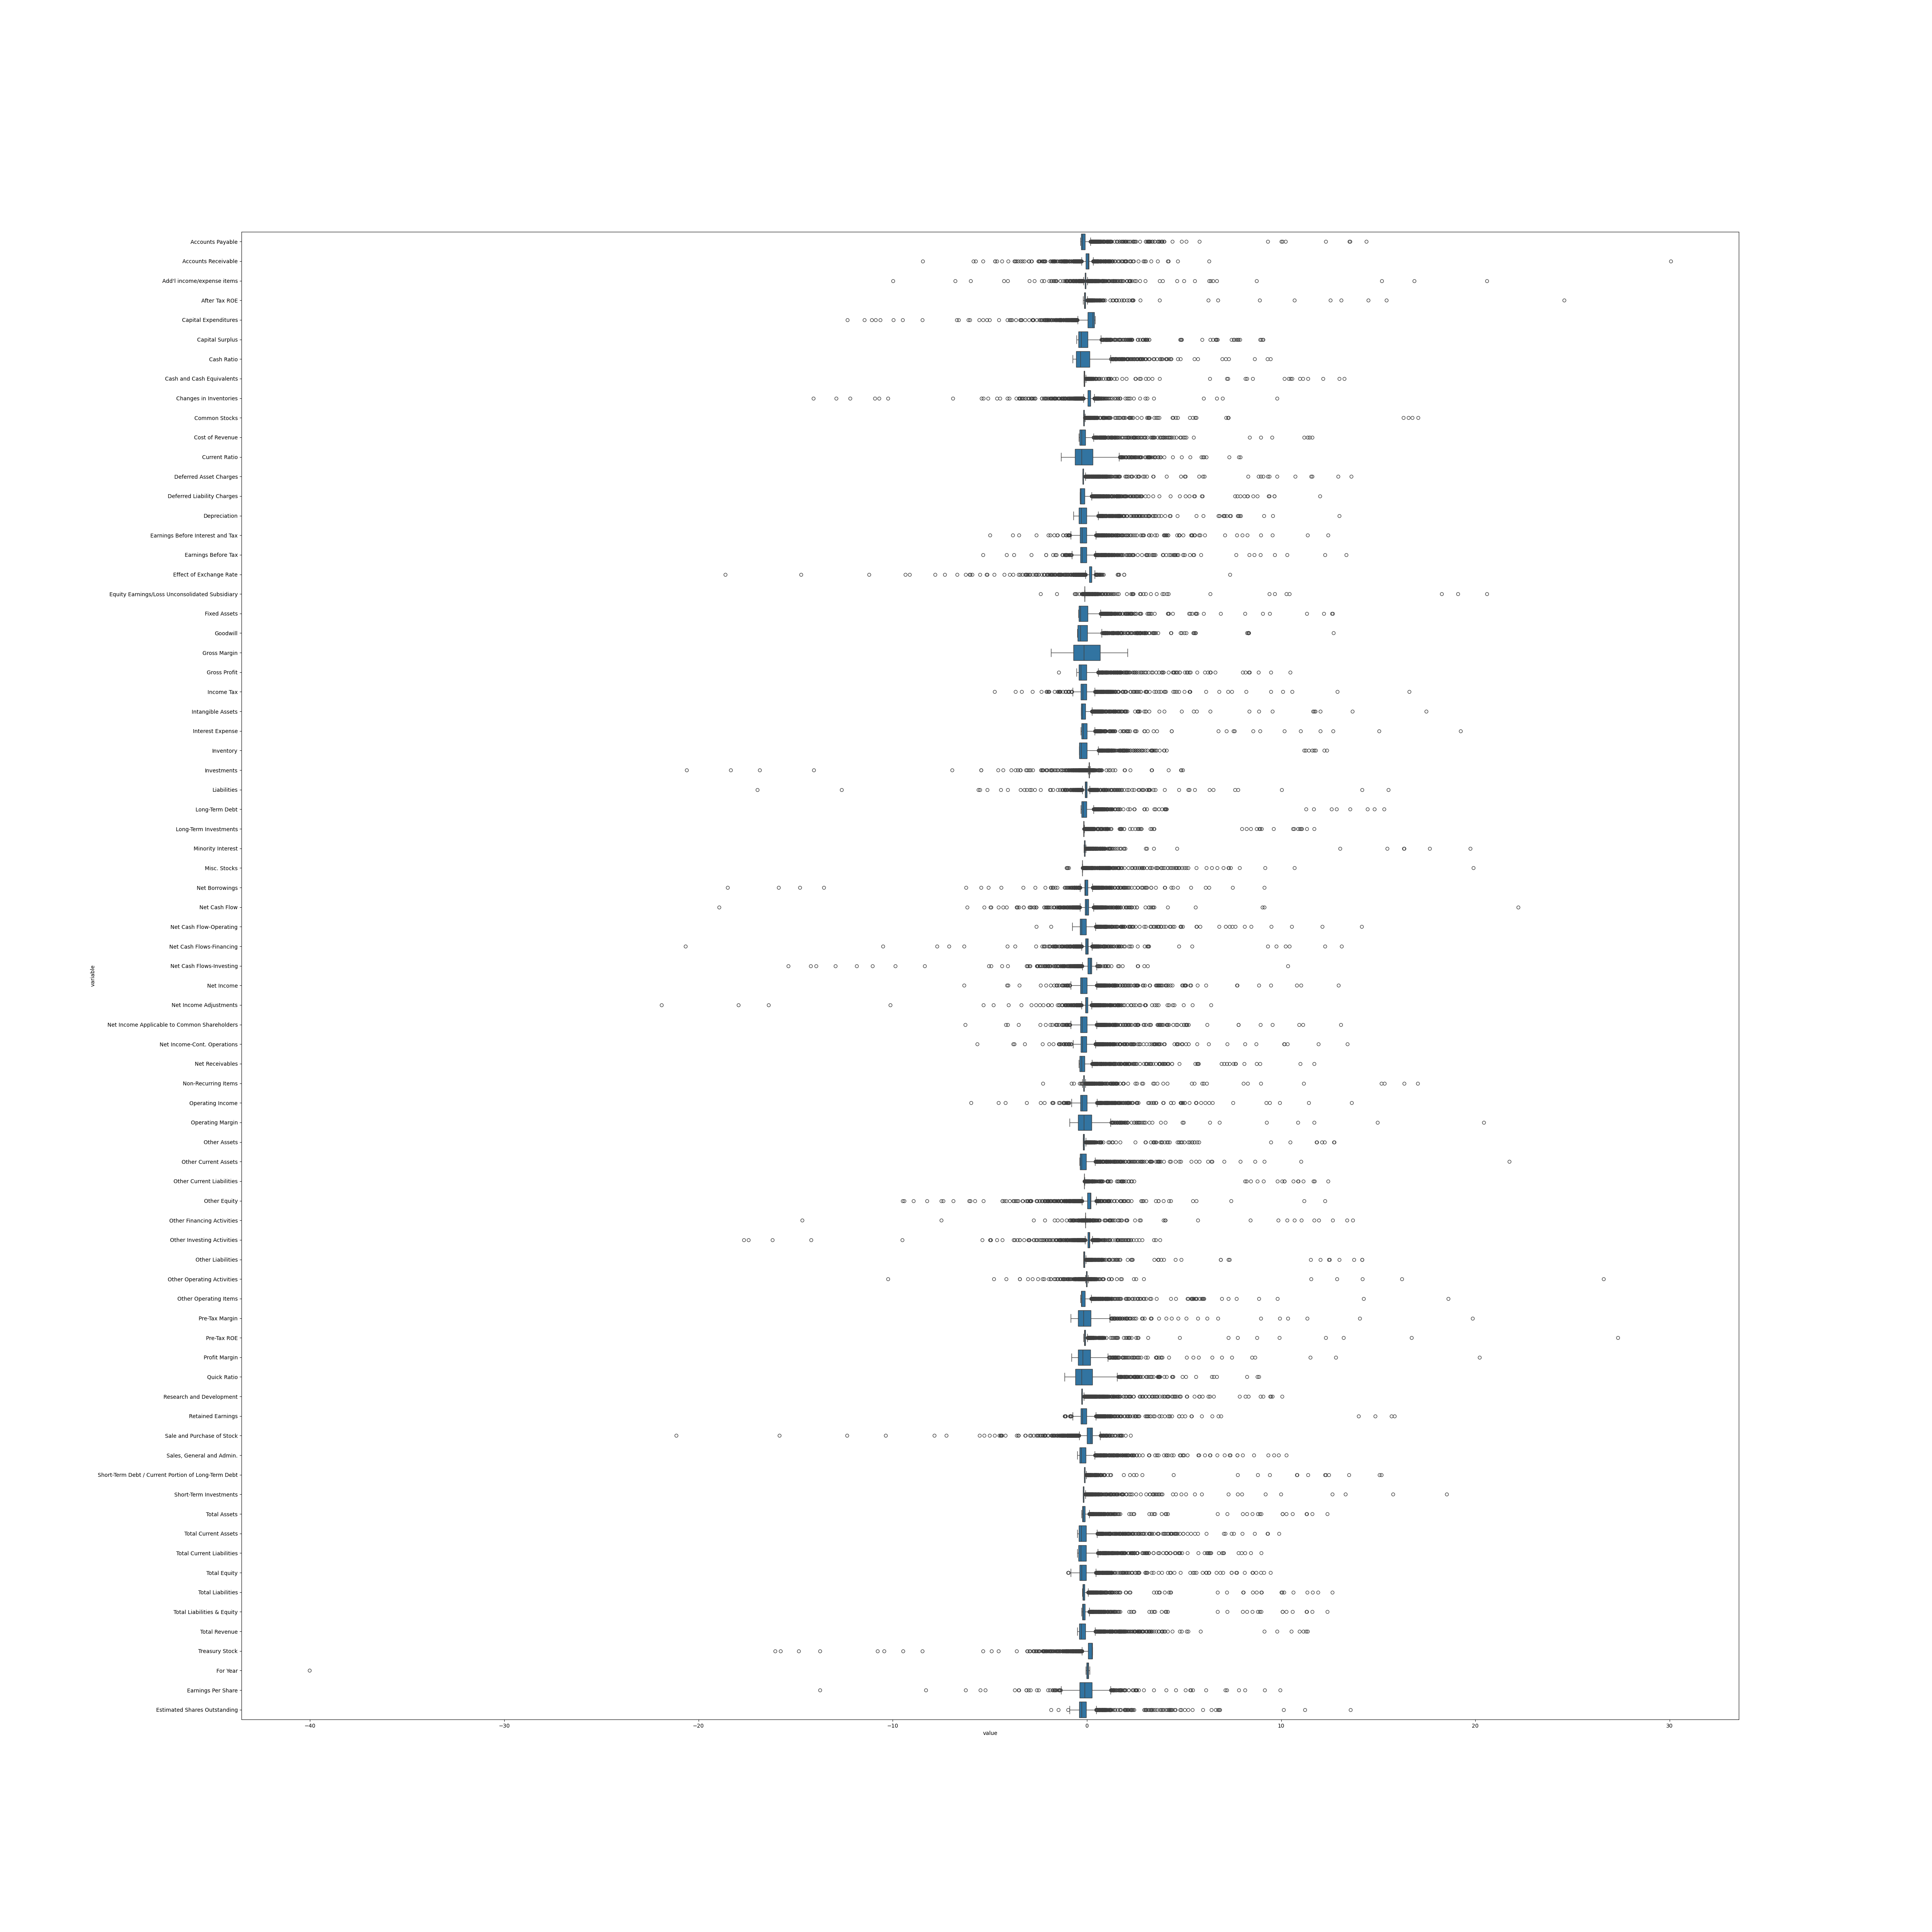 Accounts Payable
Accounts Receivable
Add'l income/expense items
After Tax ROE
Capital Expenditures
Capital Surplus
Cash Ratio
Cash and Cash Equivalents
Changes in Inventories
Common Stocks
Cost of Revenue
Current Ratio
Deferred Asset Charges
Deferred Liability Charges
Depreciation
Earnings Before Interest and Tax
Earnings Before Tax
Effect of Exchange Rate
Equity Earnings/Loss Unconsolidated Subsidiary
Fixed Assets
Goodwill
Gross Margin
Gross Profit
Income Tax
Intangible Assets
Interest Expense
Inventory
Investments
Liabilities
Long-Term Debt
Long-Term Investments
Minority Interest
Misc. Stocks
Net Borrowings
Net Cash Flow
Net Cash Flow-Operating
Net Cash Flows-Financing
Net Cash Flows-Investing
Net Income
Net Income Adjustments
Net Income Applicable to Common Shareholders
Net Income-Cont. Operations
Net Receivables
Non-Recurring Items
Operating Income
Operating Margin
Other Assets
Other Current Assets
Other Current Liabilities
Other Equity
Other Financing Activities
Other Investing Activities
Other Liabilities
Other Operating Activities
Other Operating Items
Pre-Tax Margin
Pre-Tax ROE
Profit Margin
Quick Ratio
Research and Development
Retained Earnings
Sale and Purchase of Stock
Sales, General and Admin.
Short-Term Debt / Current Portion of Long-Term Debt
Short-Term Investments
Total Assets
Total Current Assets
Total Current Liabilities
Total Equity
Total Liabilities
Total Liabilities & Equity
Total Revenue
Treasury Stock
For Year
Earnings Per Share
Estimated Shares Outstanding
variable
−40 −30 −20 −10 0 10 20 30
value